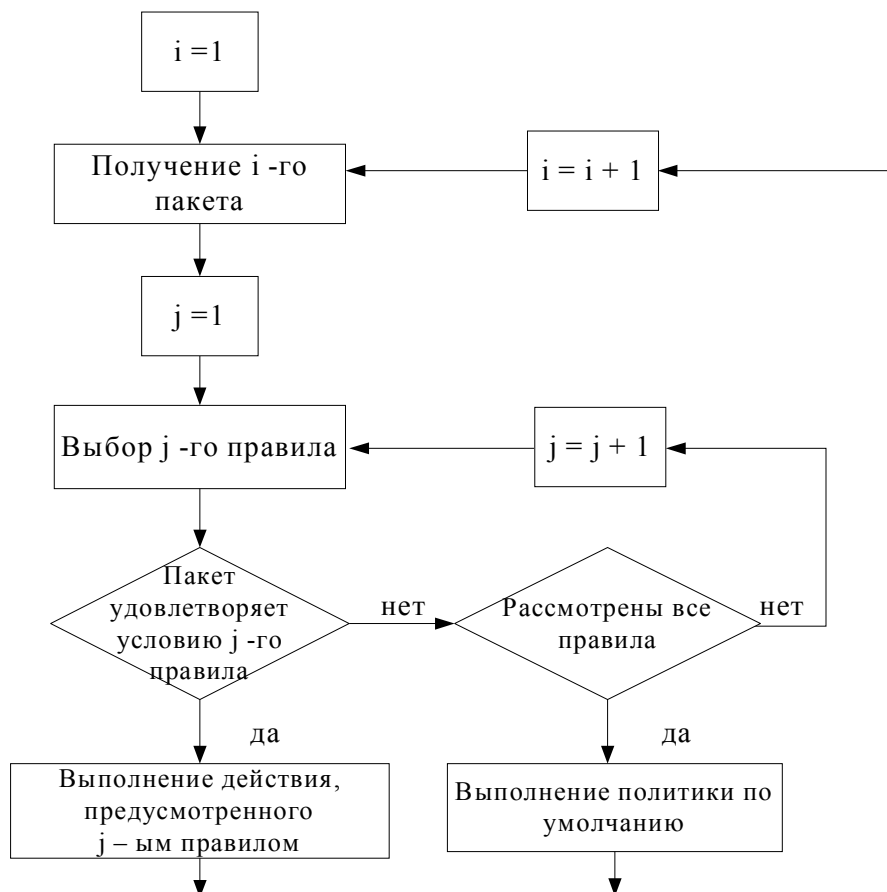 i =1
Получение i -го
пакета
i = i + 1
j =1
Выбор j -го правила
j = j + 1
Пакет
удовлетворяет
условию j -го
правила
нет
Рассмотрены все
правила
нет
да
да
Выполнение действия,
предусмотренного
j – ым правилом
Выполнение политики по
умолчанию